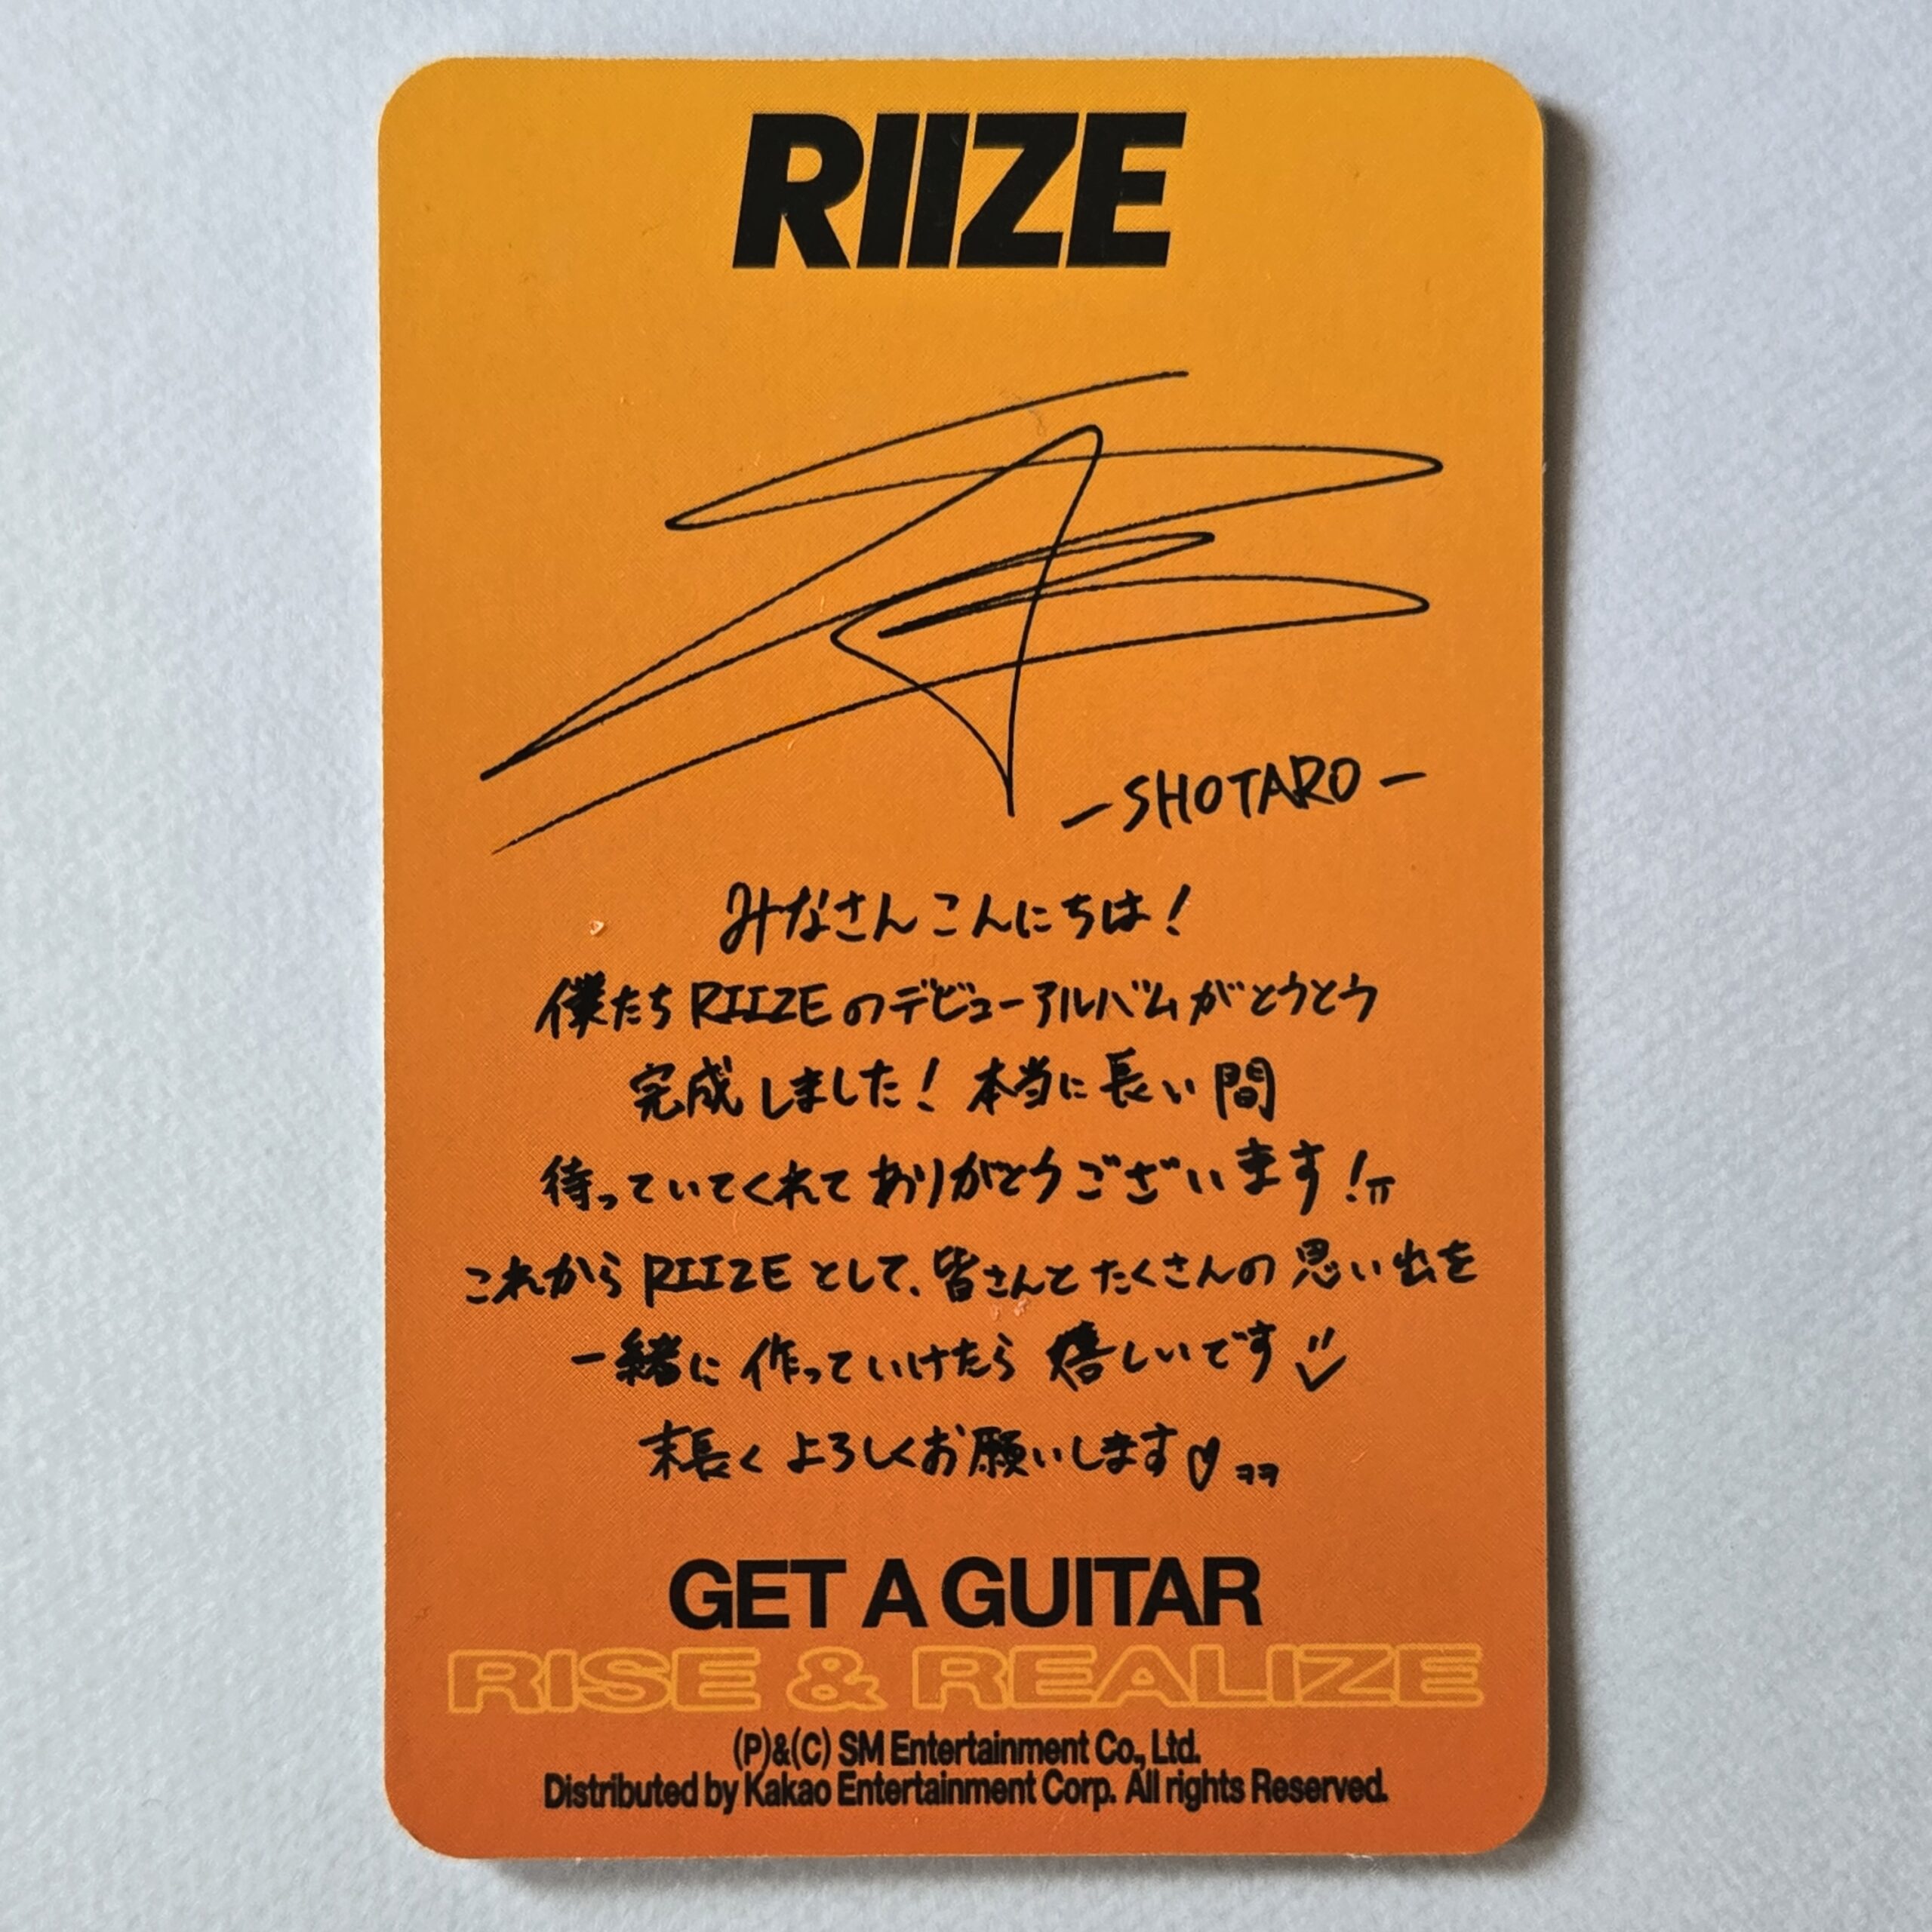 RIIZE
-SHOTARO-
みなさんこんにちは!
僕たちRIIZEのデビューアルバムがとうとう
完成しました!本当に長い間
待っていてくれてありがとうございます!ㅠ
これからRIIZEとして、皆さんとたくさんの思い出を
一緒に作っていけたら嬉しいです
末長くよろしくお願いします♡ㅋㅋ
GET A GUITAR
RISE & REALIZE
(P)&(C) SM Entertainment Co., Ltd.
Distributed by Kakao Entertainment Corp. All rights Reserved.